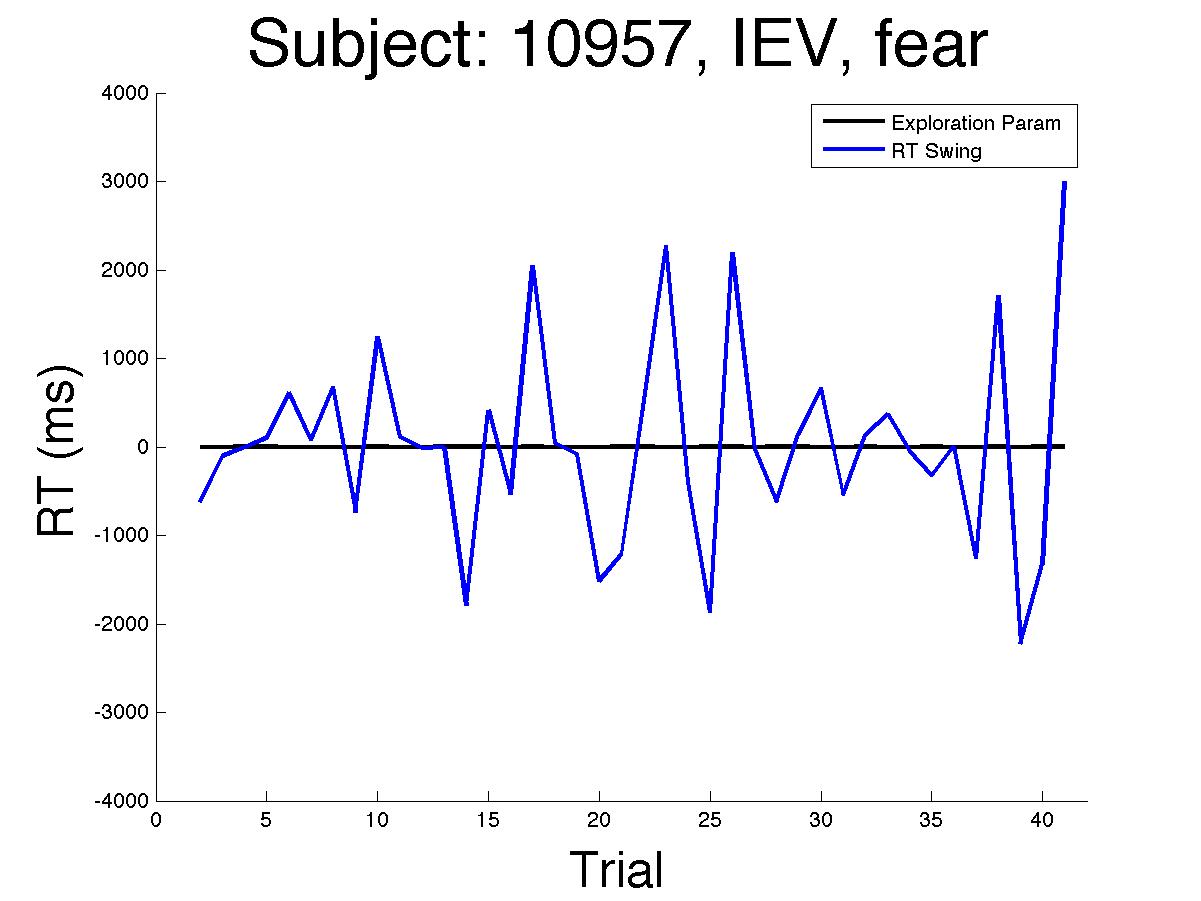 Subject: 10957, IEV, fear
4000
3000
2000
1000
0
-1000
-2000
-3000
-4000
RT (ms)
Exploration Param
RT Swing
0 5 10 15 20 25 30 35 40
Trial